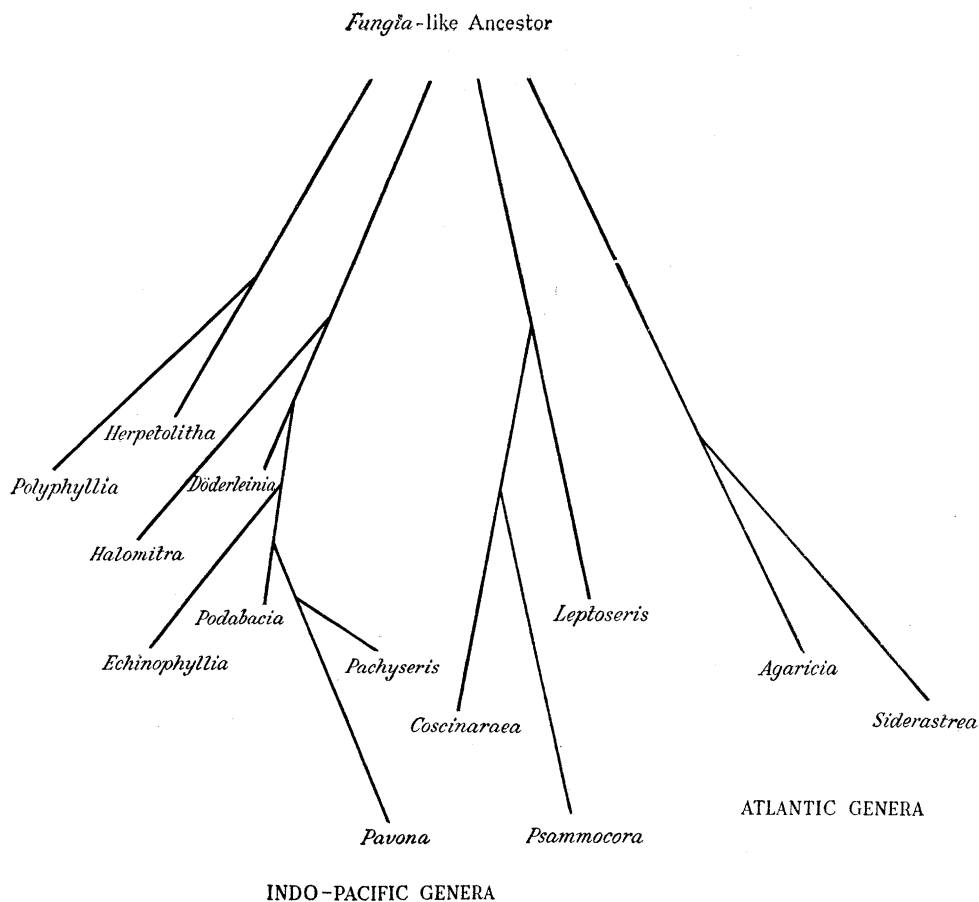 Fungia-like Ancestor
Herpetolitha
Polyphyllia
Döderleinia
Halomitra
Podabacia
Leptoseris
Echinophyllia
Pachyseris
Agaricia
Coscinaraea
Siderastrea
ATLANTIC GENERA
Pavona
Psammocora
INDO-PACIFIC GENERA